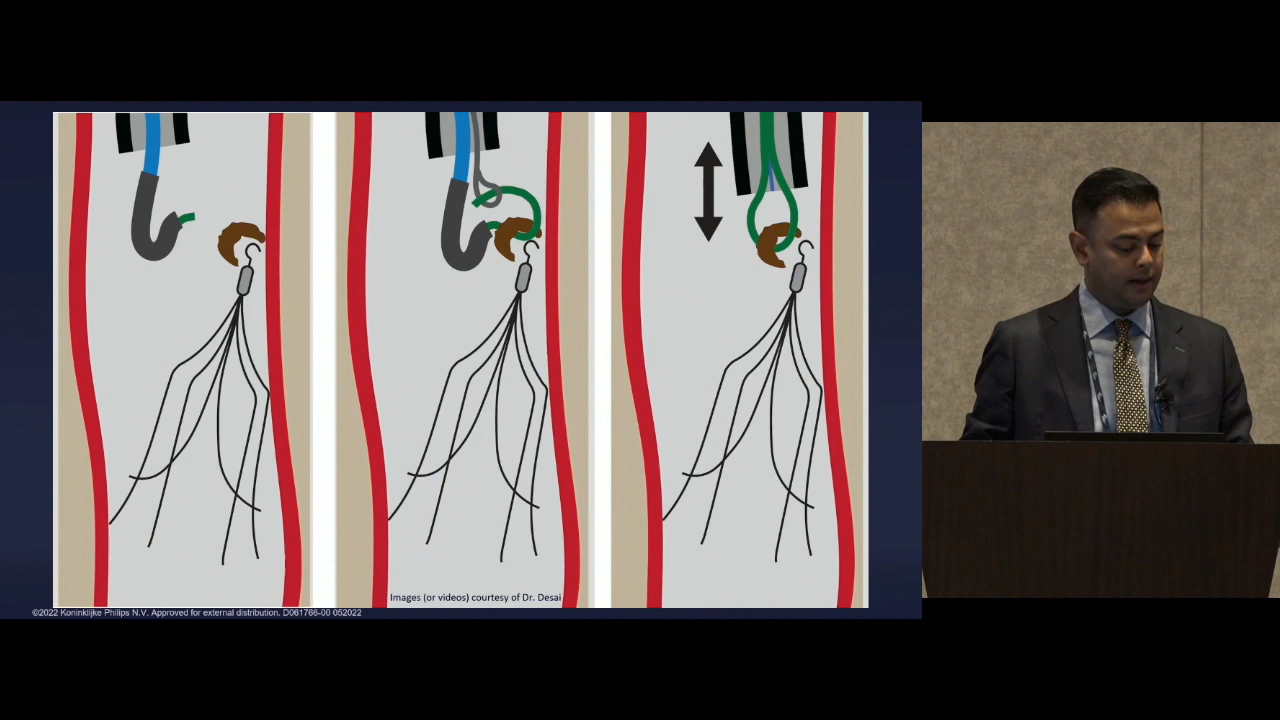 Images (or videos) courtesy of Dr. Desai
©2022 Koninklijke Philips N.V. Approved for external distribution. D061766-00 052022